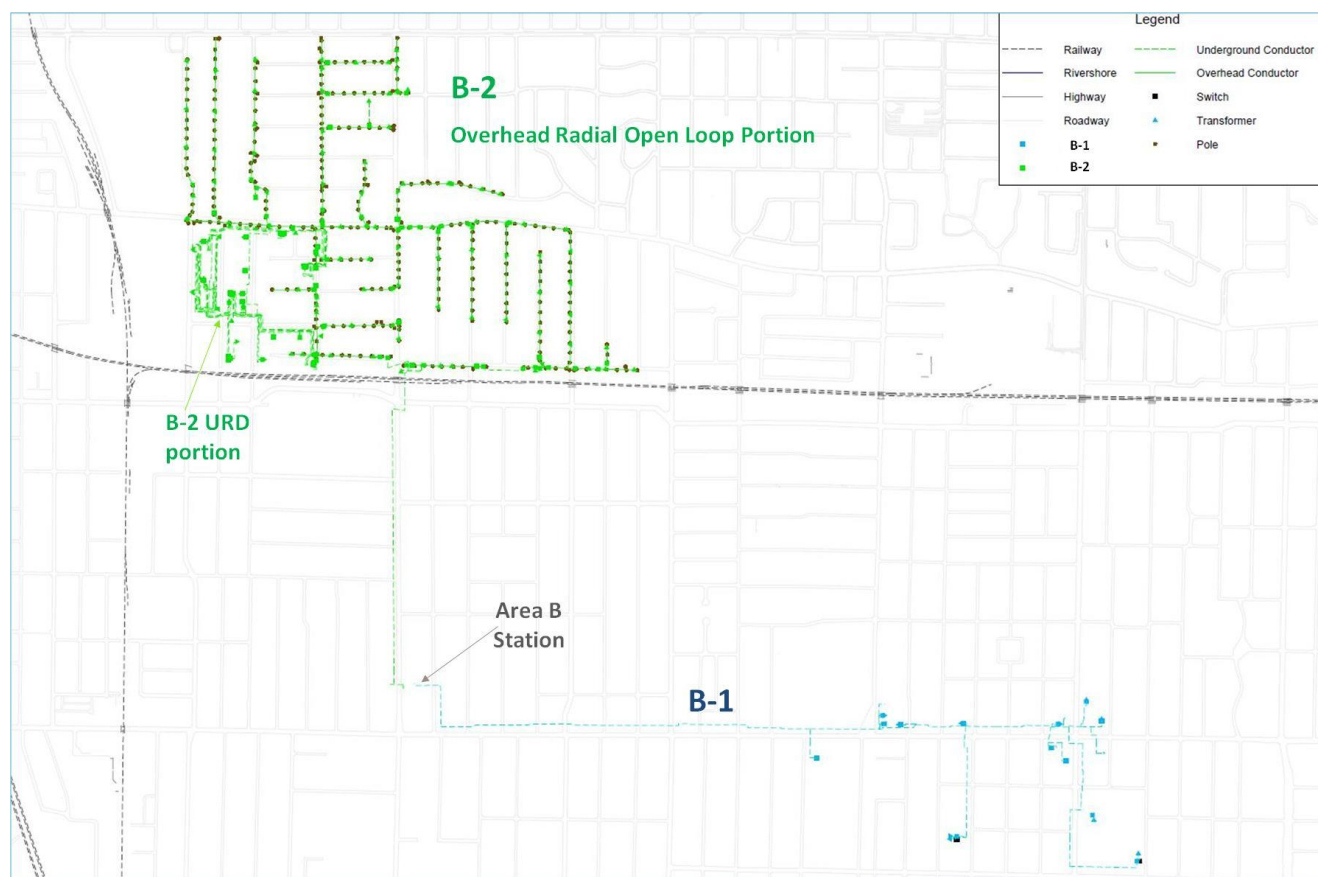 Legend
Railway
Underground Conductor
Rivershore
Overhead Conductor
Highway
Switch
Roadway
Transformer
B-1
Pole
B-2
B-2
Overhead Radial Open Loop Portion
B-2 URD
portion
Area B
Station
B-1